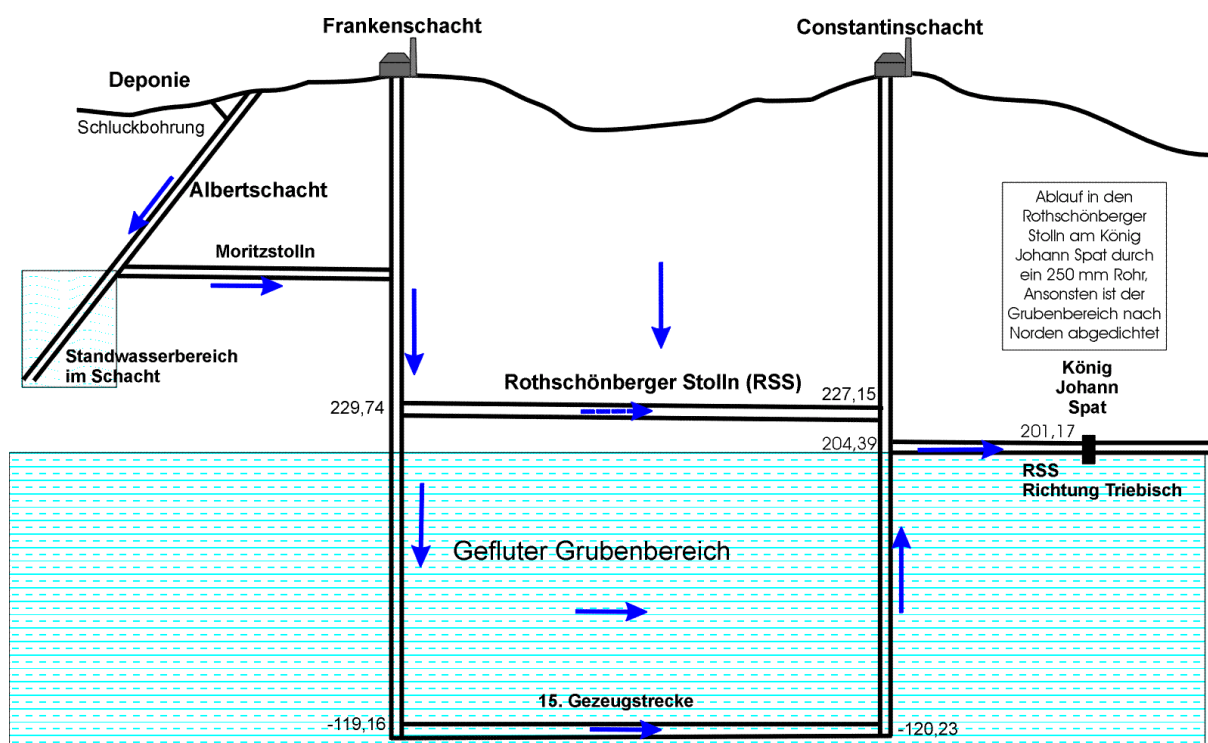 Frankenschacht
Constantinschacht
Deponie
Schluckbohrung
Albertschacht
Moritzstolln
Standwasserbereich
im Schacht
Ablauf in den
Rothschönberger
Stolln am König
Johann Spat durch
ein 250 mm Rohr,
Ansonsten ist der
Grubenbereich nach
Norden abgedichtet
König
Johann
Spat
Rothschönberger Stolln (RSS)
229,74
227,15
204,39
201,17
RSS
Richtung Triebisch
Gefluter Grubenbereich
15. Gezeugstrecke
-119,16
-120,23